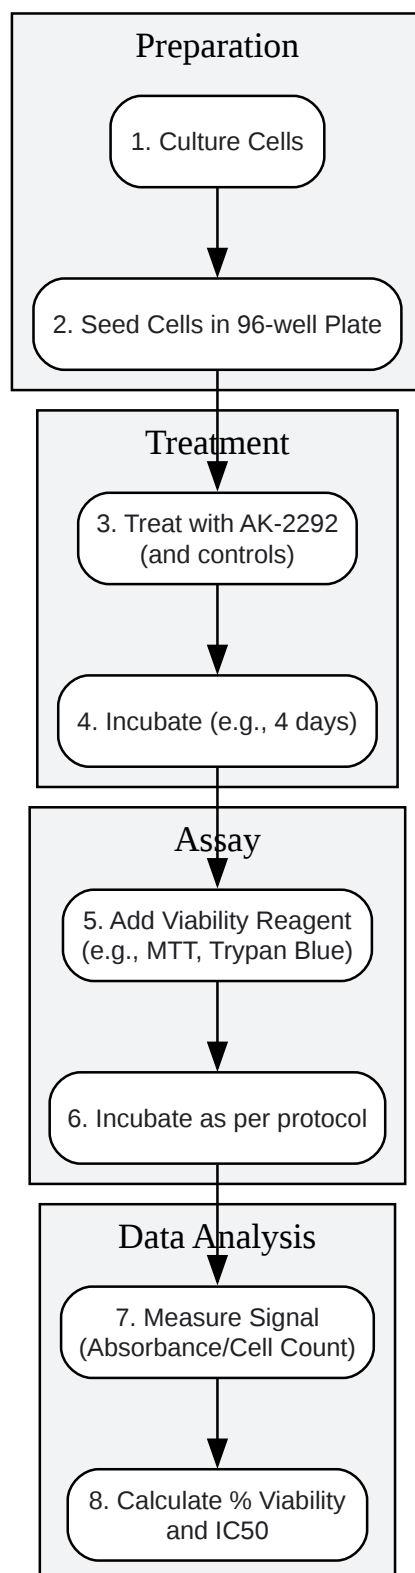 Preparation
1. Culture Cells
2. Seed Cells in 96-well Plate
Treatment
3. Treat with AK-2292
(and controls)
4. Incubate (e.g., 4 days)
Assay
5. Add Viability Reagent
(e.g., MTT, Trypan Blue)
6. Incubate as per protocol
Data Analysis
7. Measure Signal
(Absorbance/Cell Count)
8. Calculate % Viability
and IC50